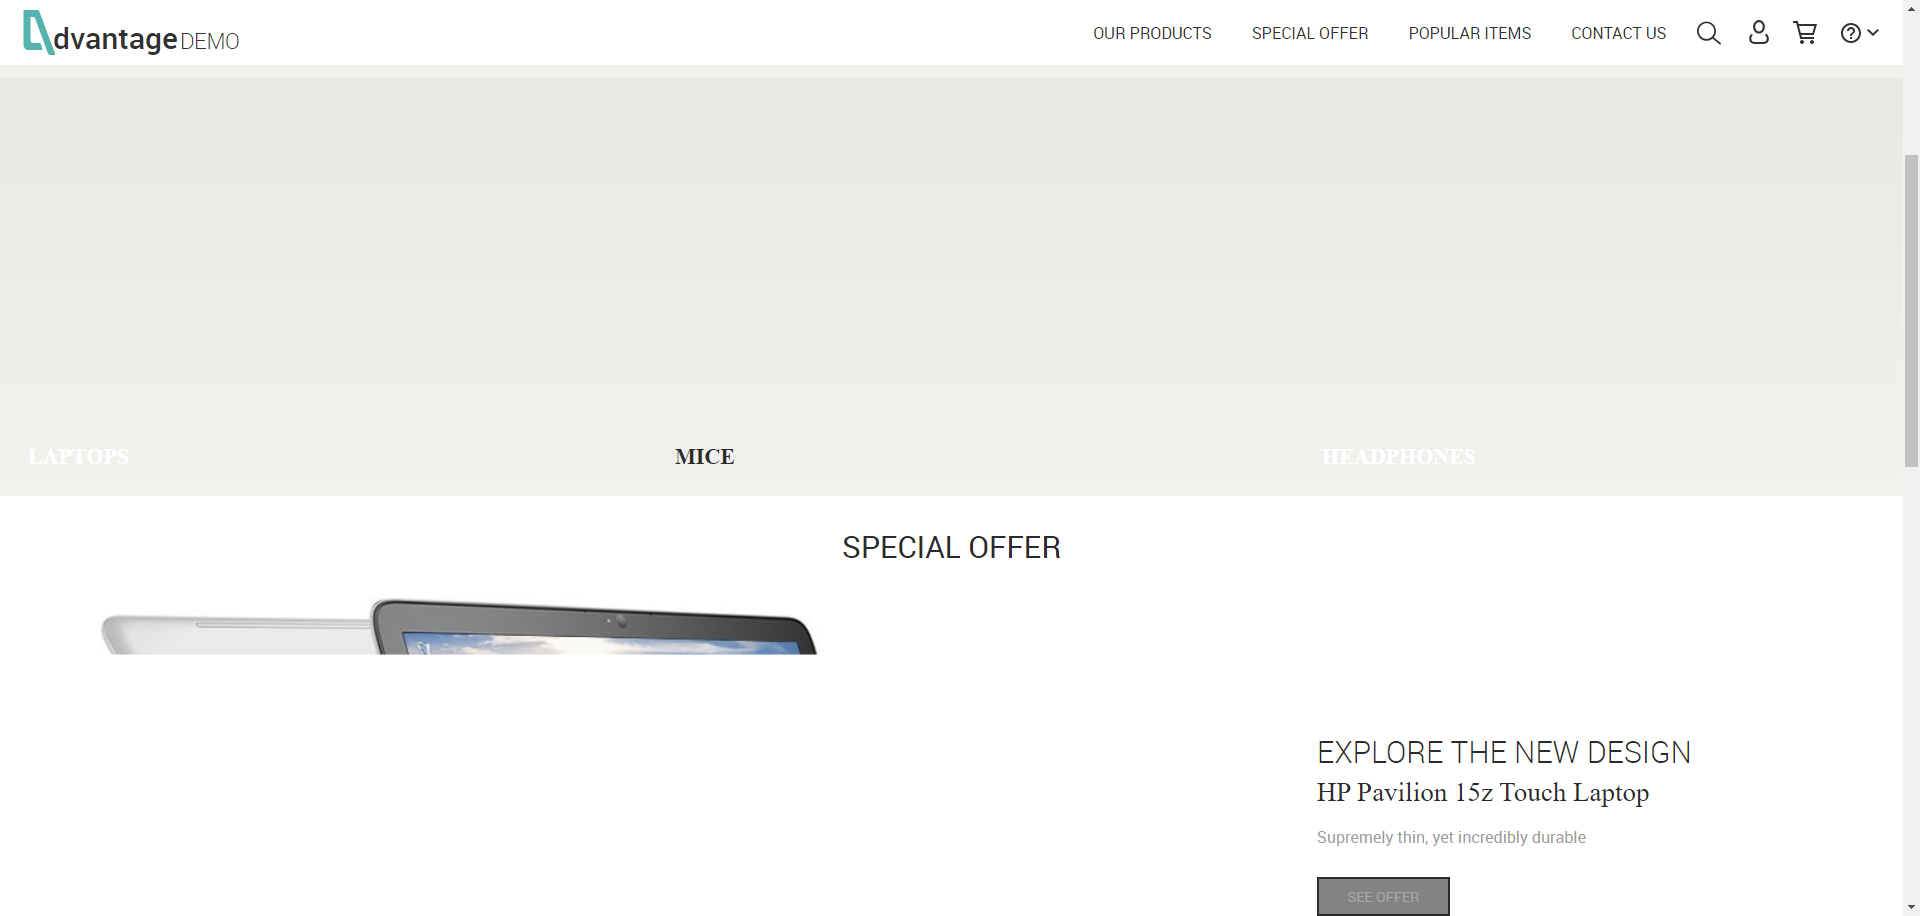 dvantage DEMO
OUR PRODUCTS SPECIAL OFFER POPULAR ITEMS CONTACT US
LAPTOPS
MICE
HEADPHONES
SPECIAL OFFER
EXPLORE THE NEW DESIGN
HP Pavilion 15z Touch Laptop
Supremely thin, yet incredibly durable
SEE OFFER